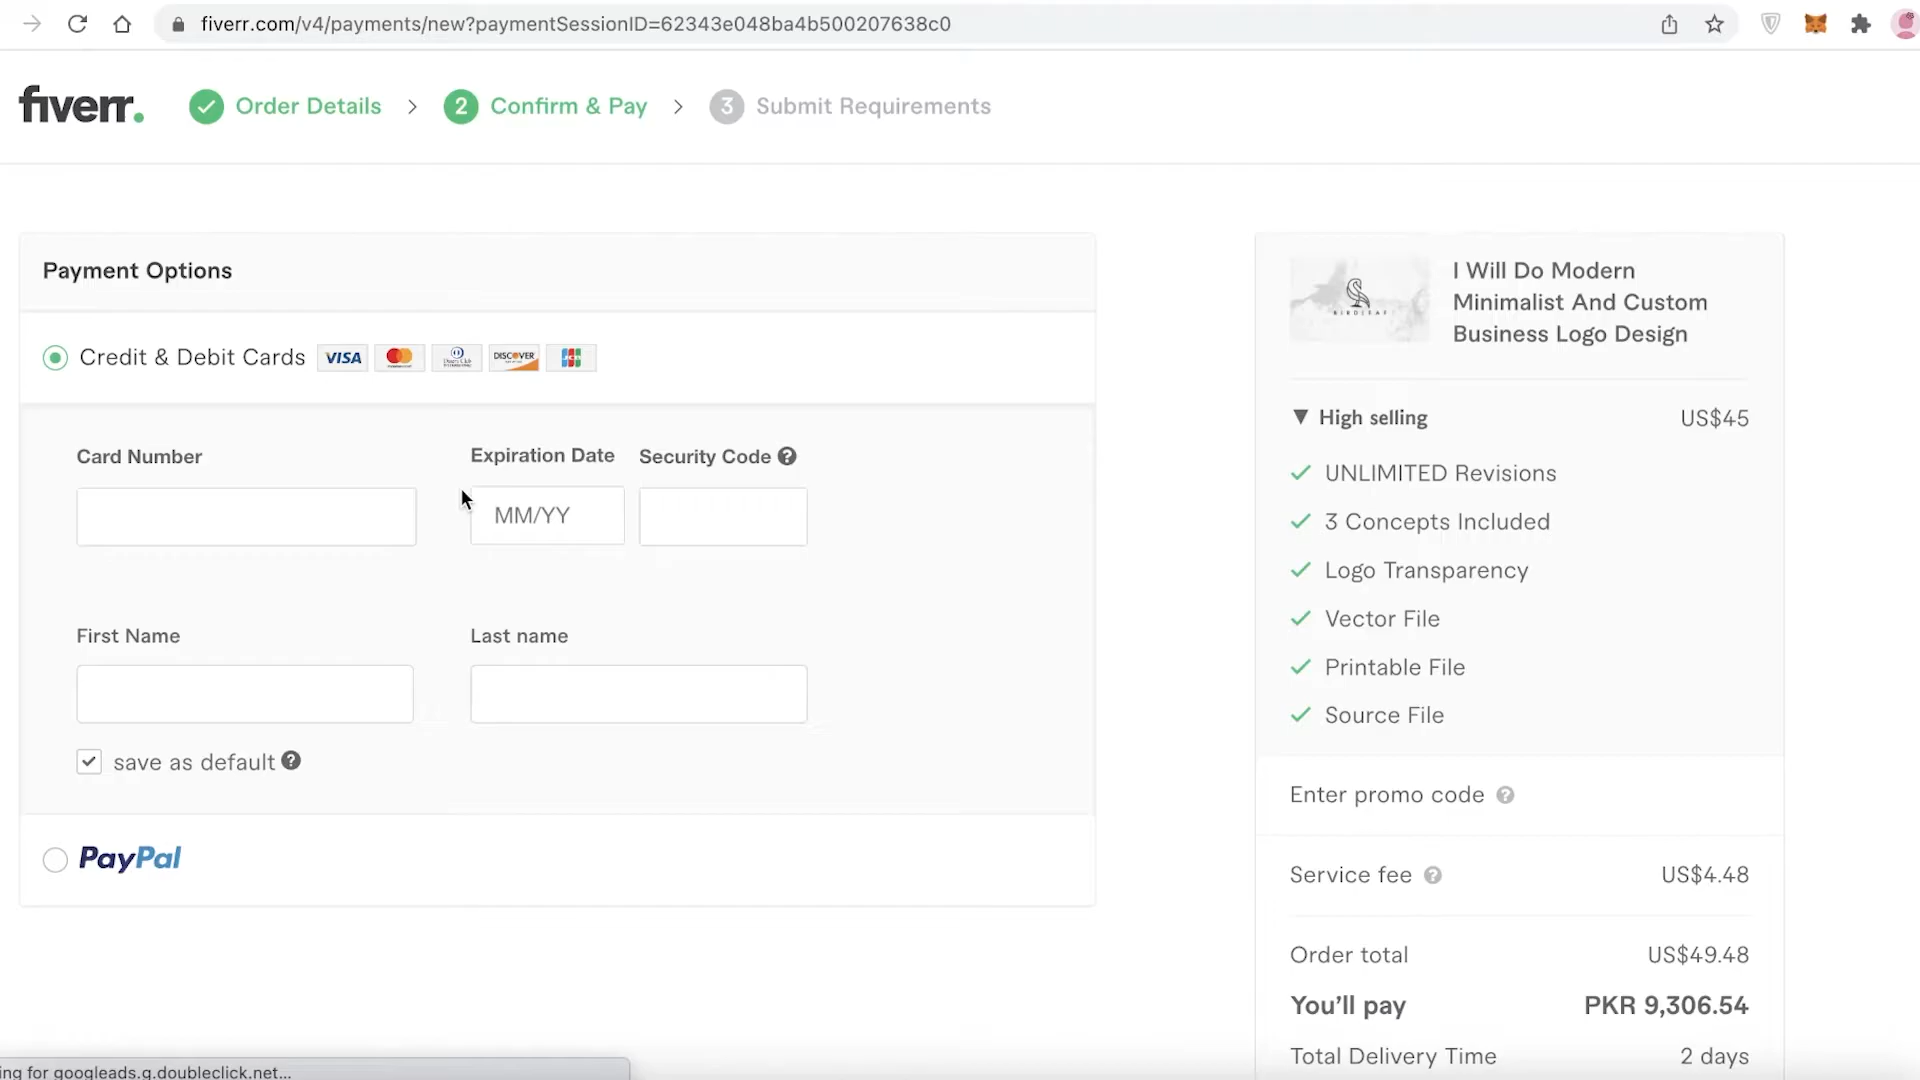 fiverr.com/v4/payments/new?paymentSessionID=62343e048ba4b500207638c0
fiverr.
Order Details
2 Confirm & Pay
3 Submit Requirements
Payment Options
Credit & Debit Cards VISA DISCOVER JCB
Card Number
Expiration Date
Security Code ?
MM/YY
First Name
Last name
save as default ?
PayPal
I Will Do Modern
Minimalist And Custom
Business Logo Design
High selling US$45
UNLIMITED Revisions
3 Concepts Included
Logo Transparency
Vector File
Printable File
Source File
Enter promo code ?
Service fee ? US$4.48
Order total US$49.48
You'll pay PKR 9,306.54
Total Delivery Time 2 days
ing for googleads.g.doubleclick.net...